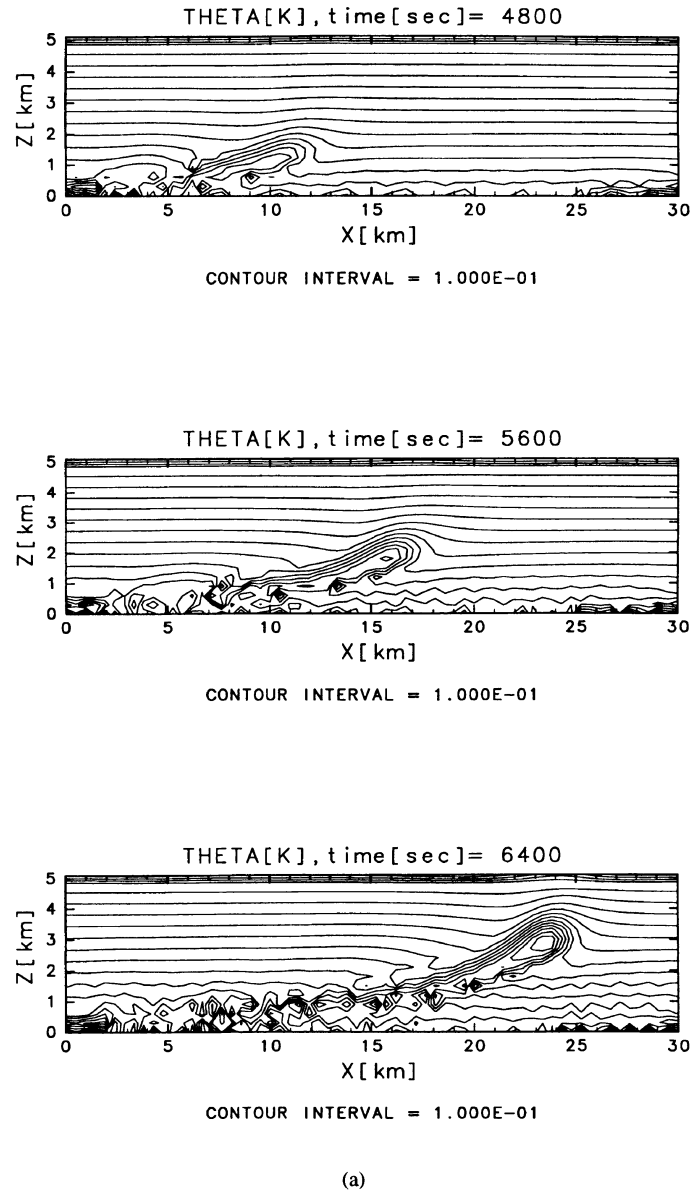 THETA[K],time[sec]= 4800
5
4
3
2
1
0
Z[km]
0 5 10 15 20 25 30
X[km]
CONTOUR INTERVAL = 1.000E-01
THETA[K],time[sec]= 5600
5
4
3
2
1
0
Z[km]
0 5 10 15 20 25 30
X[km]
CONTOUR INTERVAL = 1.000E-01
THETA[K],time[sec]= 6400
5
4
3
2
1
0
Z[km]
0 5 10 15 20 25 30
X[km]
CONTOUR INTERVAL = 1.000E-01
(a)